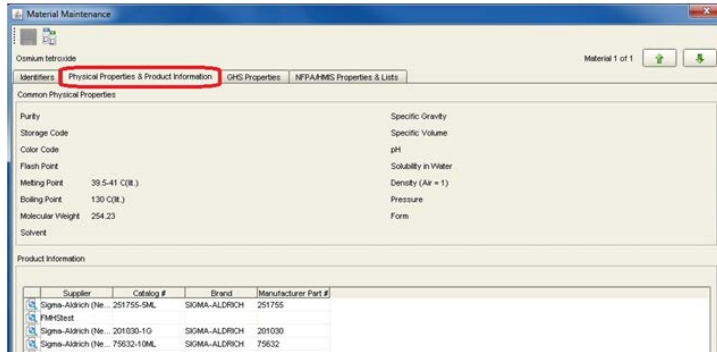 Material Maintenance
Osmium tetroxide
Material 1 of 1
Identifiers Physical Properties & Product Information GHS Properties NFPA/HMIS Properties & Lists
Common Physical Properties
Purity Specific Gravity
Storage Code Specific Volume
Color Code pH
Flash Point Solubility in Water
Melting Point 39.5-41 C(lit.) Density (Air = 1)
Boiling Point 130 C(lit.) Pressure
Molecular Weight 254.23 Form
Solvent
Product Information
Supplier Catalog # Brand Manufacturer Part #
Sigma-Aldrich (Ne... 251755-5ML SIGMA-ALDRICH 251755
FMHStest
Sigma-Aldrich (Ne... 201030-1G SIGMA-ALDRICH 201030
Sigma-Aldrich (Ne... 75632-10ML SIGMA-ALDRICH 75632